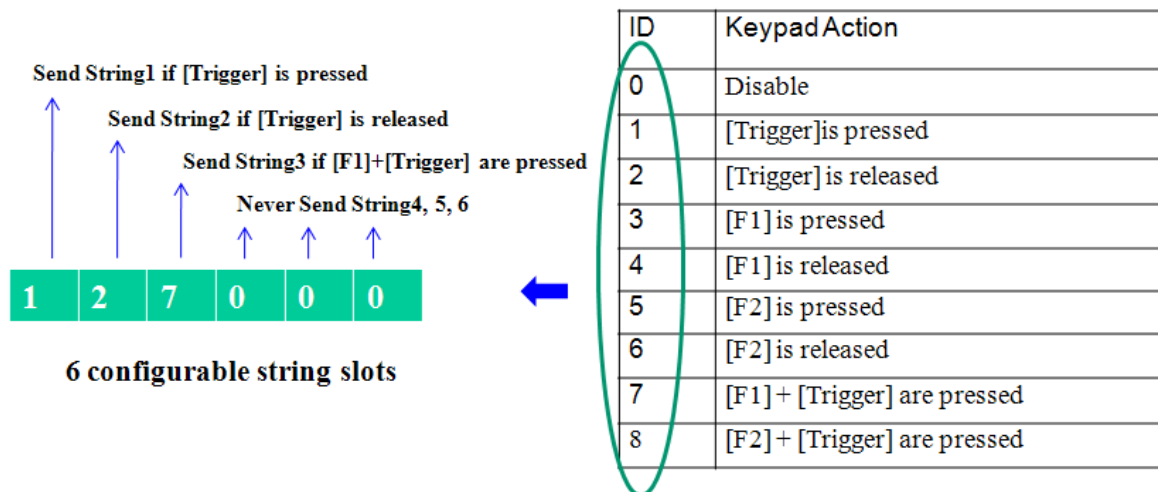 Send String1 if [Trigger] is pressed
Send String2 if [Trigger] is released
Send String3 if [F1]+[Trigger] are pressed
Never Send String4, 5, 6
1 2 7 0 0 0
6 configurable string slots
ID Keypad Action
0 Disable
1 [Trigger]is pressed
2 [Trigger] is released
3 [F1] is pressed
4 [F1] is released
5 [F2] is pressed
6 [F2] is released
7 [F1] + [Trigger] are pressed
8 [F2] + [Trigger] are pressed